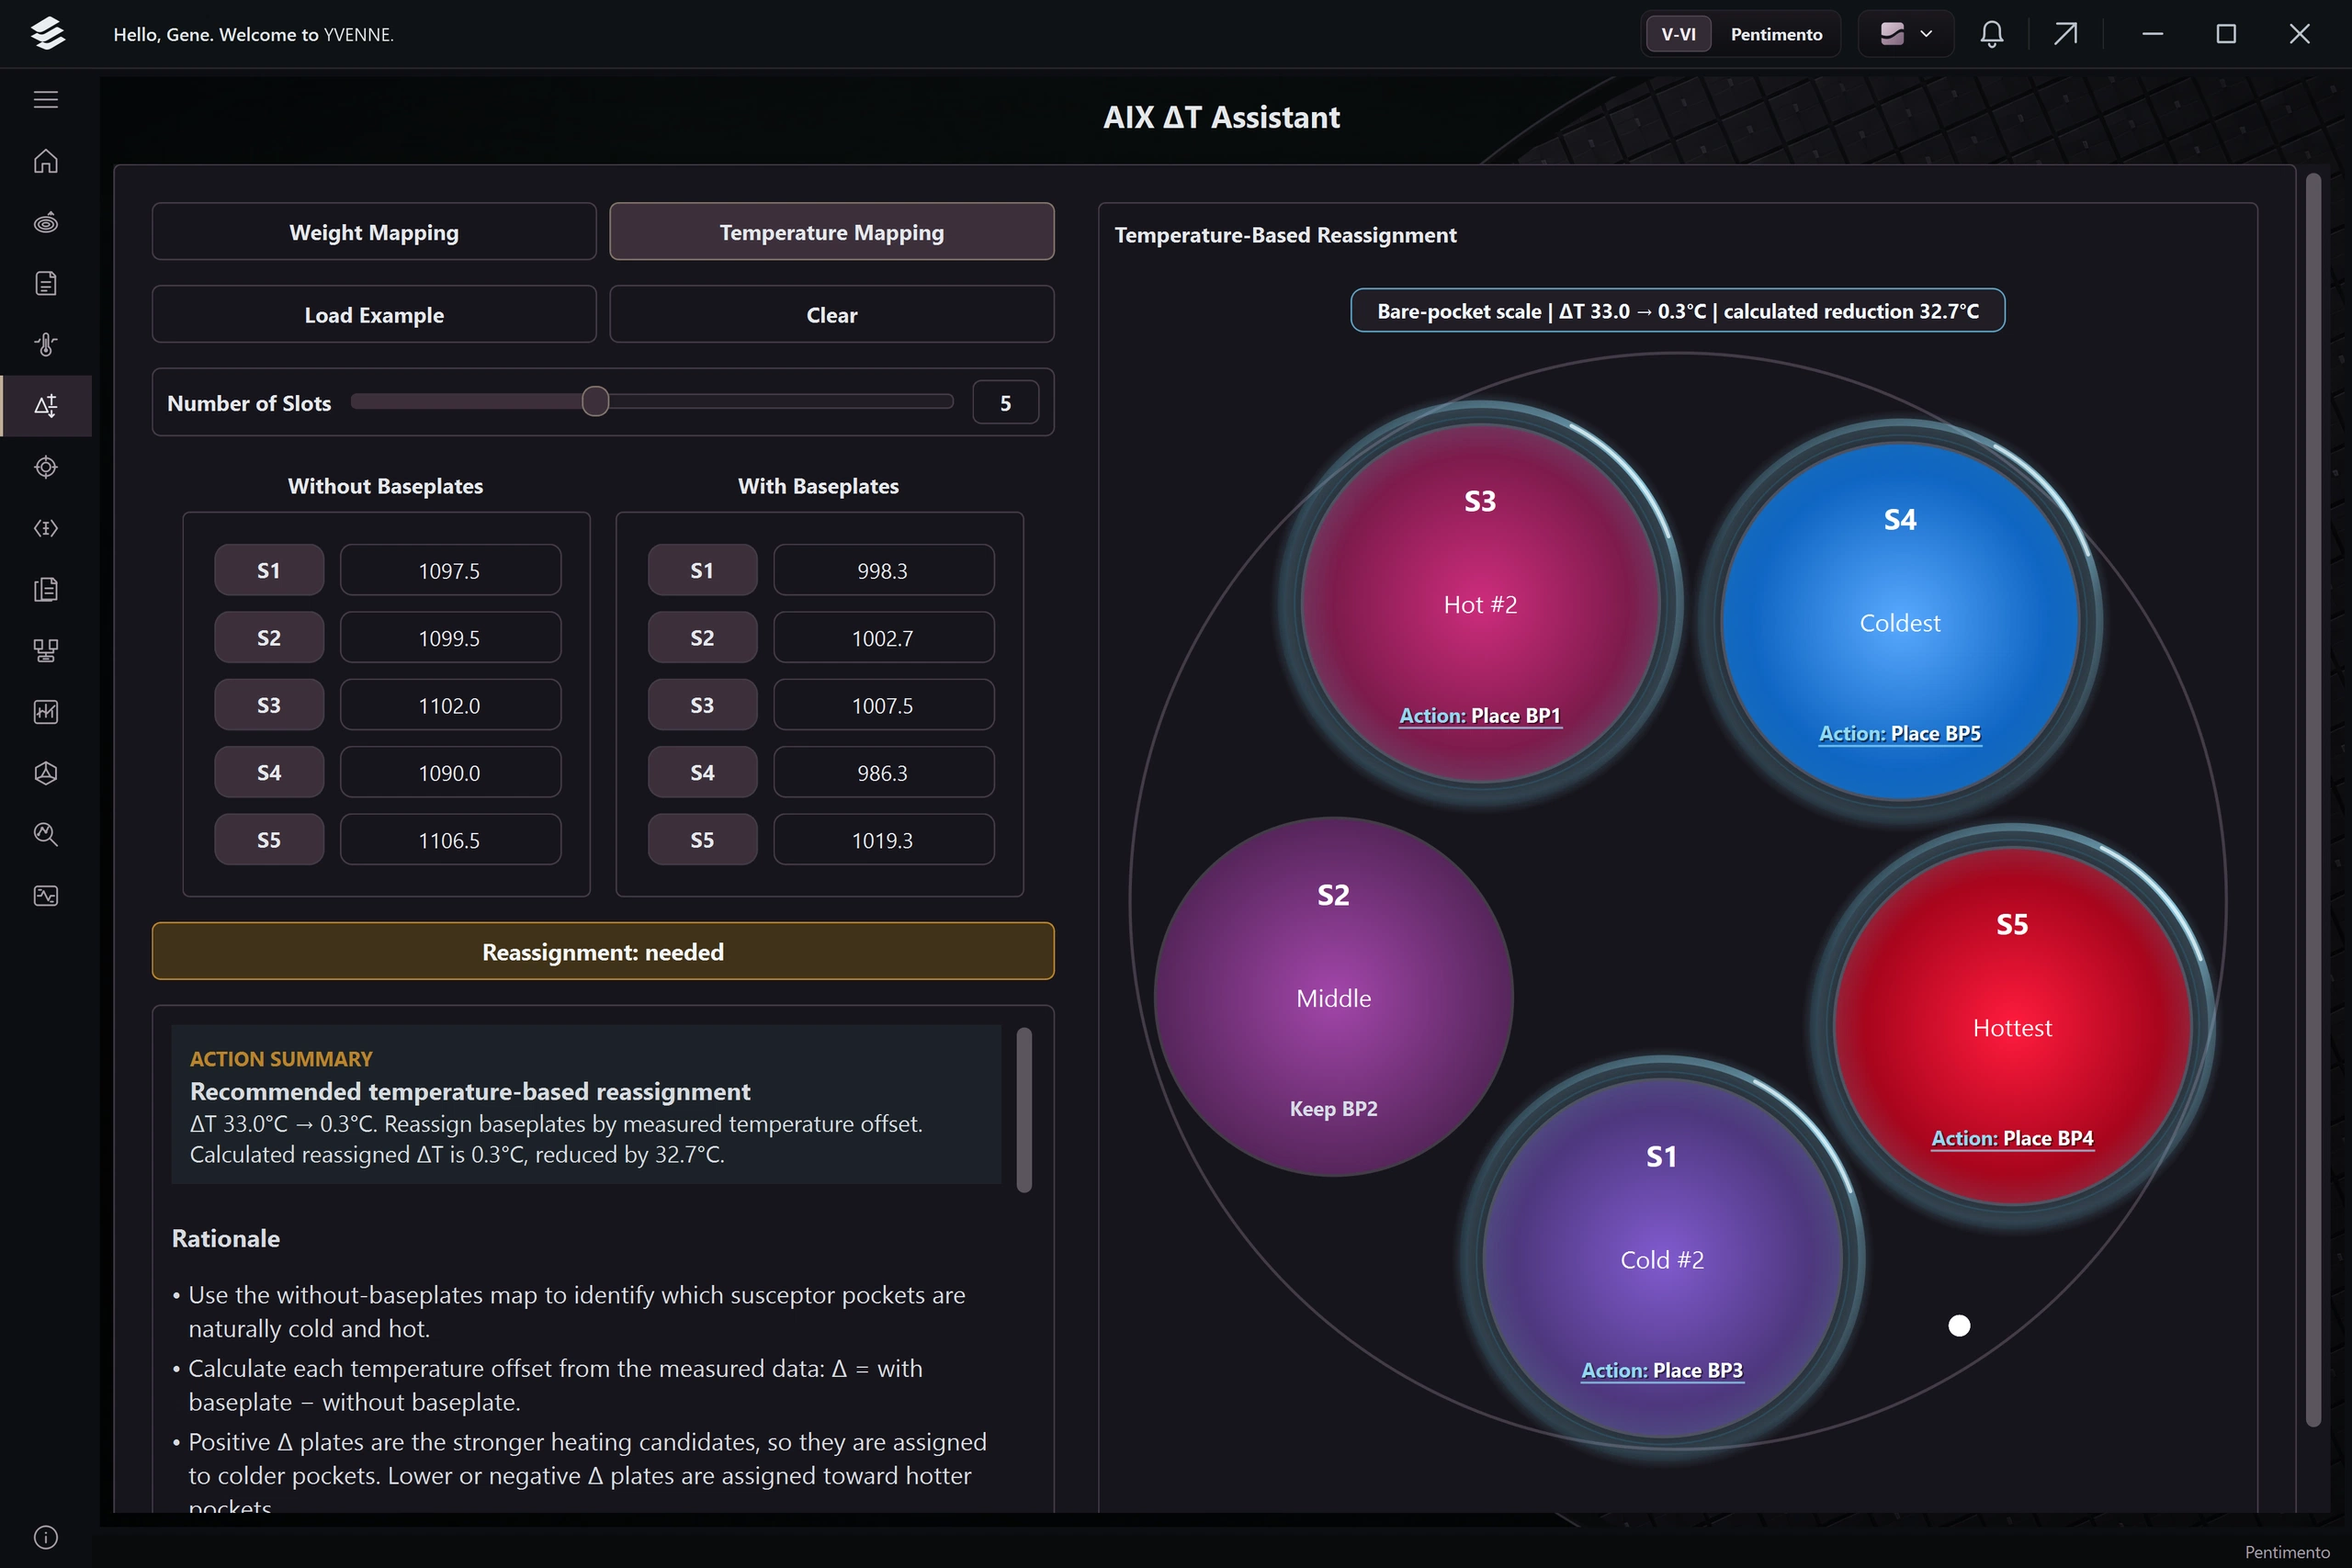 Hello, Gene. Welcome to YVENNE.
V-VI
Pentimento
AIX ΔT Assistant
Weight Mapping
Temperature Mapping
Load Example
Clear
Number of Slots
5
Without Baseplates
With Baseplates
S1
1097.5
S1
998.3
S2
1099.5
S2
1002.7
S3
1102.0
S3
1007.5
S4
1090.0
S4
986.3
S5
1106.5
S5
1019.3
Reassignment: needed
ACTION SUMMARY
Recommended temperature-based reassignment
ΔT 33.0°C → 0.3°C. Reassign baseplates by measured temperature offset.
Calculated reassigned ΔT is 0.3°C, reduced by 32.7°C.
Rationale
• Use the without-baseplates map to identify which susceptor pockets are
naturally cold and hot.
• Calculate each temperature offset from the measured data: Δ = with
baseplate − without baseplate.
• Positive Δ plates are the stronger heating candidates, so they are assigned
to colder pockets. Lower or negative Δ plates are assigned toward hotter
pockets.
Temperature-Based Reassignment
Bare-pocket scale | ΔT 33.0 → 0.3°C | calculated reduction 32.7°C
S3
Hot #2
Action: Place BP1
S4
Coldest
Action: Place BP5
S2
Middle
Keep BP2
S5
Hottest
Action: Place BP4
S1
Cold #2
Action: Place BP3
Pentimento